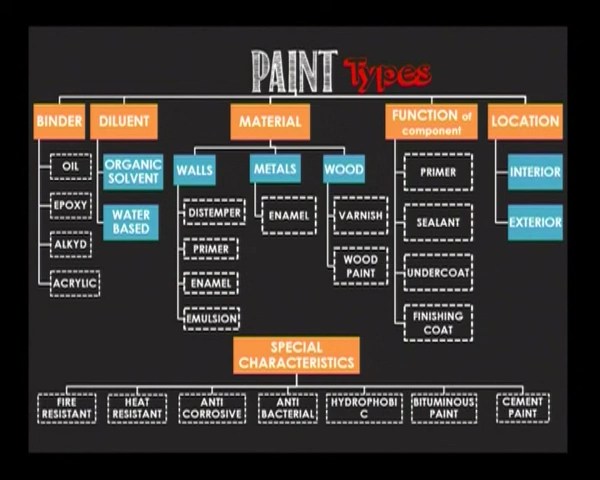 PAINT Types
BINDER
DILUENT
MATERIAL
FUNCTION of
component
LOCATION
OIL
EPOXY
ALKYD
ACRYLIC
ORGANIC
SOLVENT
WATER
BASED
WALLS
METALS
WOOD
DISTEMPER
PRIMER
ENAMEL
EMULSION
ENAMEL
VARNISH
WOOD
PAINT
PRIMER
SEALANT
UNDERCOAT
FINISHING
COAT
INTERIOR
EXTERIOR
SPECIAL
CHARACTERISTICS
FIRE
RESISTANT
HEAT
RESISTANT
ANTI
CORROSIVE
ANTI
BACTERIAL
HYDROPHOBI
C
BITUMINOUS
PAINT
CEMENT
PAINT